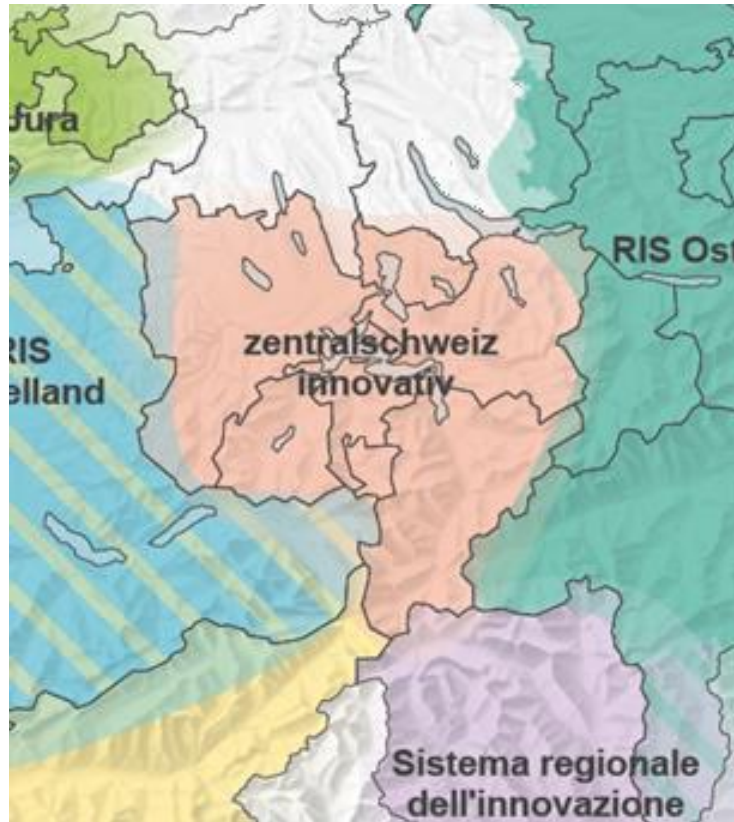 Jura
RIS Ost
zentralschweiz
innovativ
RIS
elland
Sistema regionale
dell'innovazione